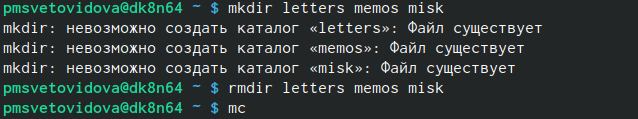 pmsvetovidova@dk8n64 ~ $ mkdir letters memos misk
mkdir: невозможно создать каталог «letters»: Файл существует
mkdir: невозможно создать каталог «memos»: Файл существует
mkdir: невозможно создать каталог «misk»: Файл существует
pmsvetovidova@dk8n64 ~ $ rmdir letters memos misk
pmsvetovidova@dk8n64 ~ $ mc